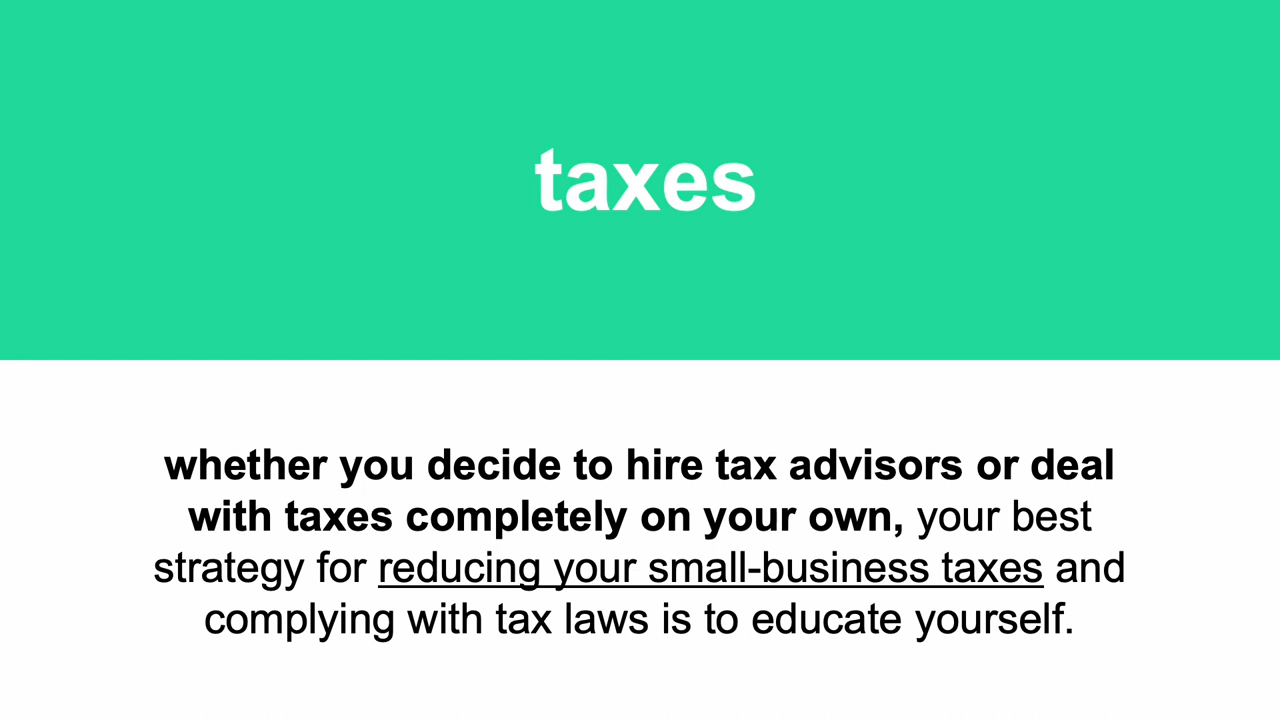 taxes
whether you decide to hire tax advisors or deal
with taxes completely on your own, your best
strategy for reducing your small-business taxes and
complying with tax laws is to educate yourself.